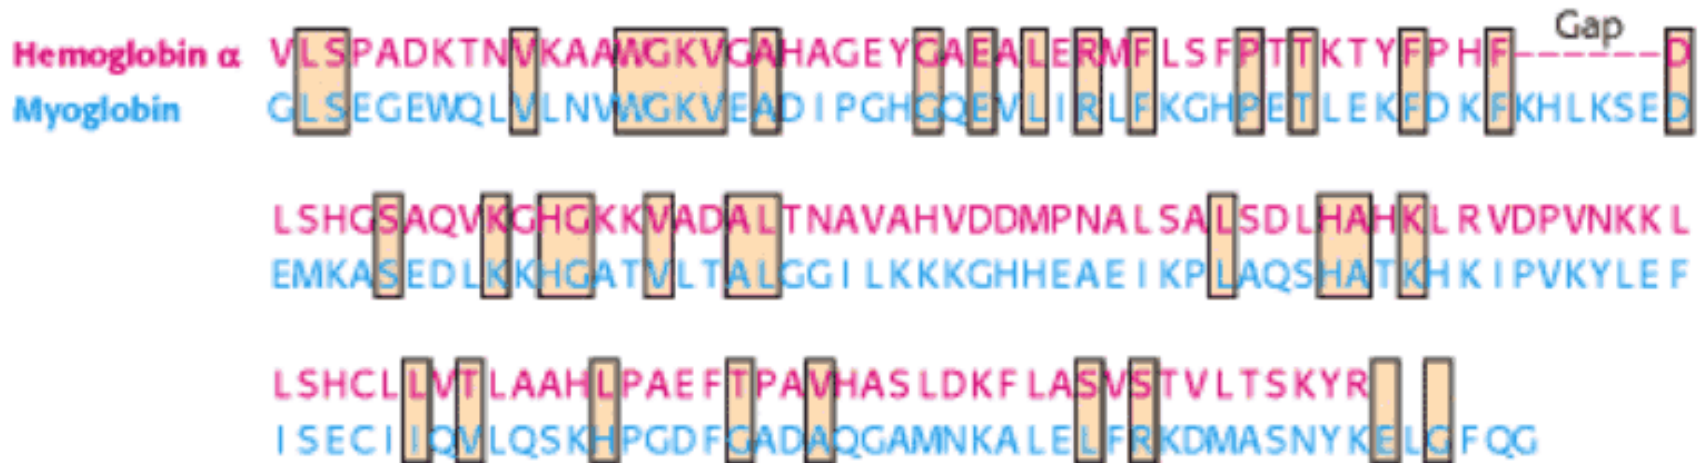 Gap
Hemoglobin α VLSPADKTNVKAAWGKVGAHAGEYGAEALERMFLSFPTTKTYFPHF------D
Myoglobin GLSEGEWQLVLNVWGKVEADIPGHGQEVLIRLFKGHPETLEKFDKFKHLKSED
LSHGSAQVKGHGKKVADALTNAVAHVDDMPNALSALSDLHAHKLRVDPVNKKL
EMKASEDLKKHGATVLTALGGILKKKGHHEAEIKPLAQSHATKHKIPVKYLEF
LSHCLLVTLAAHLPAEFTPAVHASLDKFLASVSTVLTSKYR
ISECIIQVLQSKHPGDFGADAQGAMNKALELFRKDMASNYKELGFQG